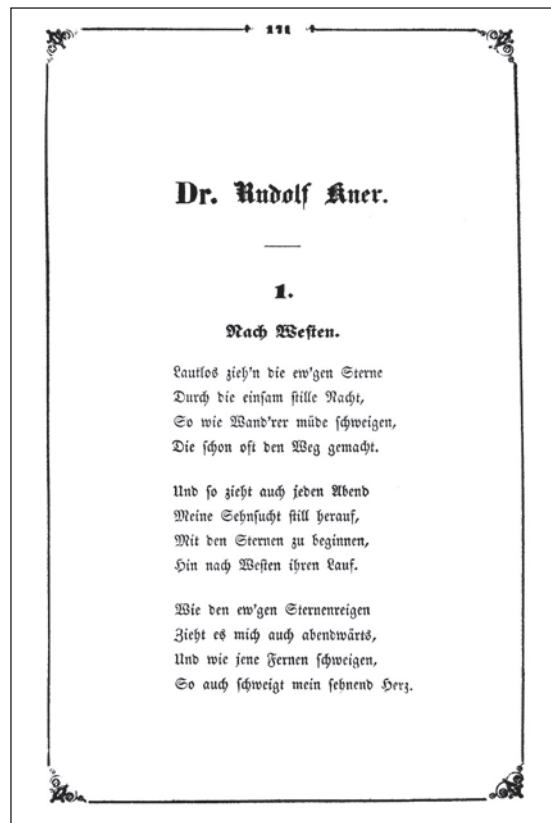 171
Dr. Rudolf Kner.
1.
Nach Westen.
Lautlos zieh'n die ew'gen Sterne
Durch die einsam stille Nacht,
So wie Wand'rer müde schweigen,
Die schon oft den Weg gemacht.
Und so zieht auch jeden Abend
Meine Sehnsucht still herauf,
Mit den Sternen zu beginnen,
Hin nach Westen ihren Lauf.
Wie den ew'gen Sternenreigen
Zieht es mich auch abendwärts,
Und wie jene Fernen schweigen,
So auch schweigt mein sehnend Herz.